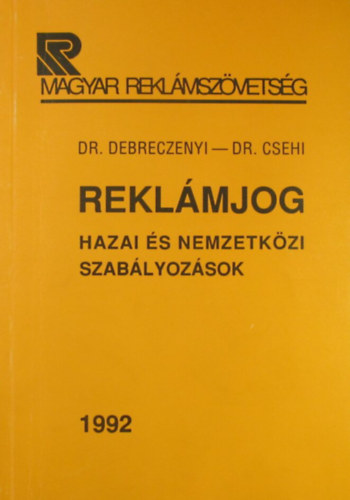 MAGYAR REKLÁMSZÖVETSÉG
DR. DEBRECZENYI — DR. CSEHI
REKLÁMJOG
HAZAI ÉS NEMZETKÖZI
SZABÁLYOZÁSOK
1992